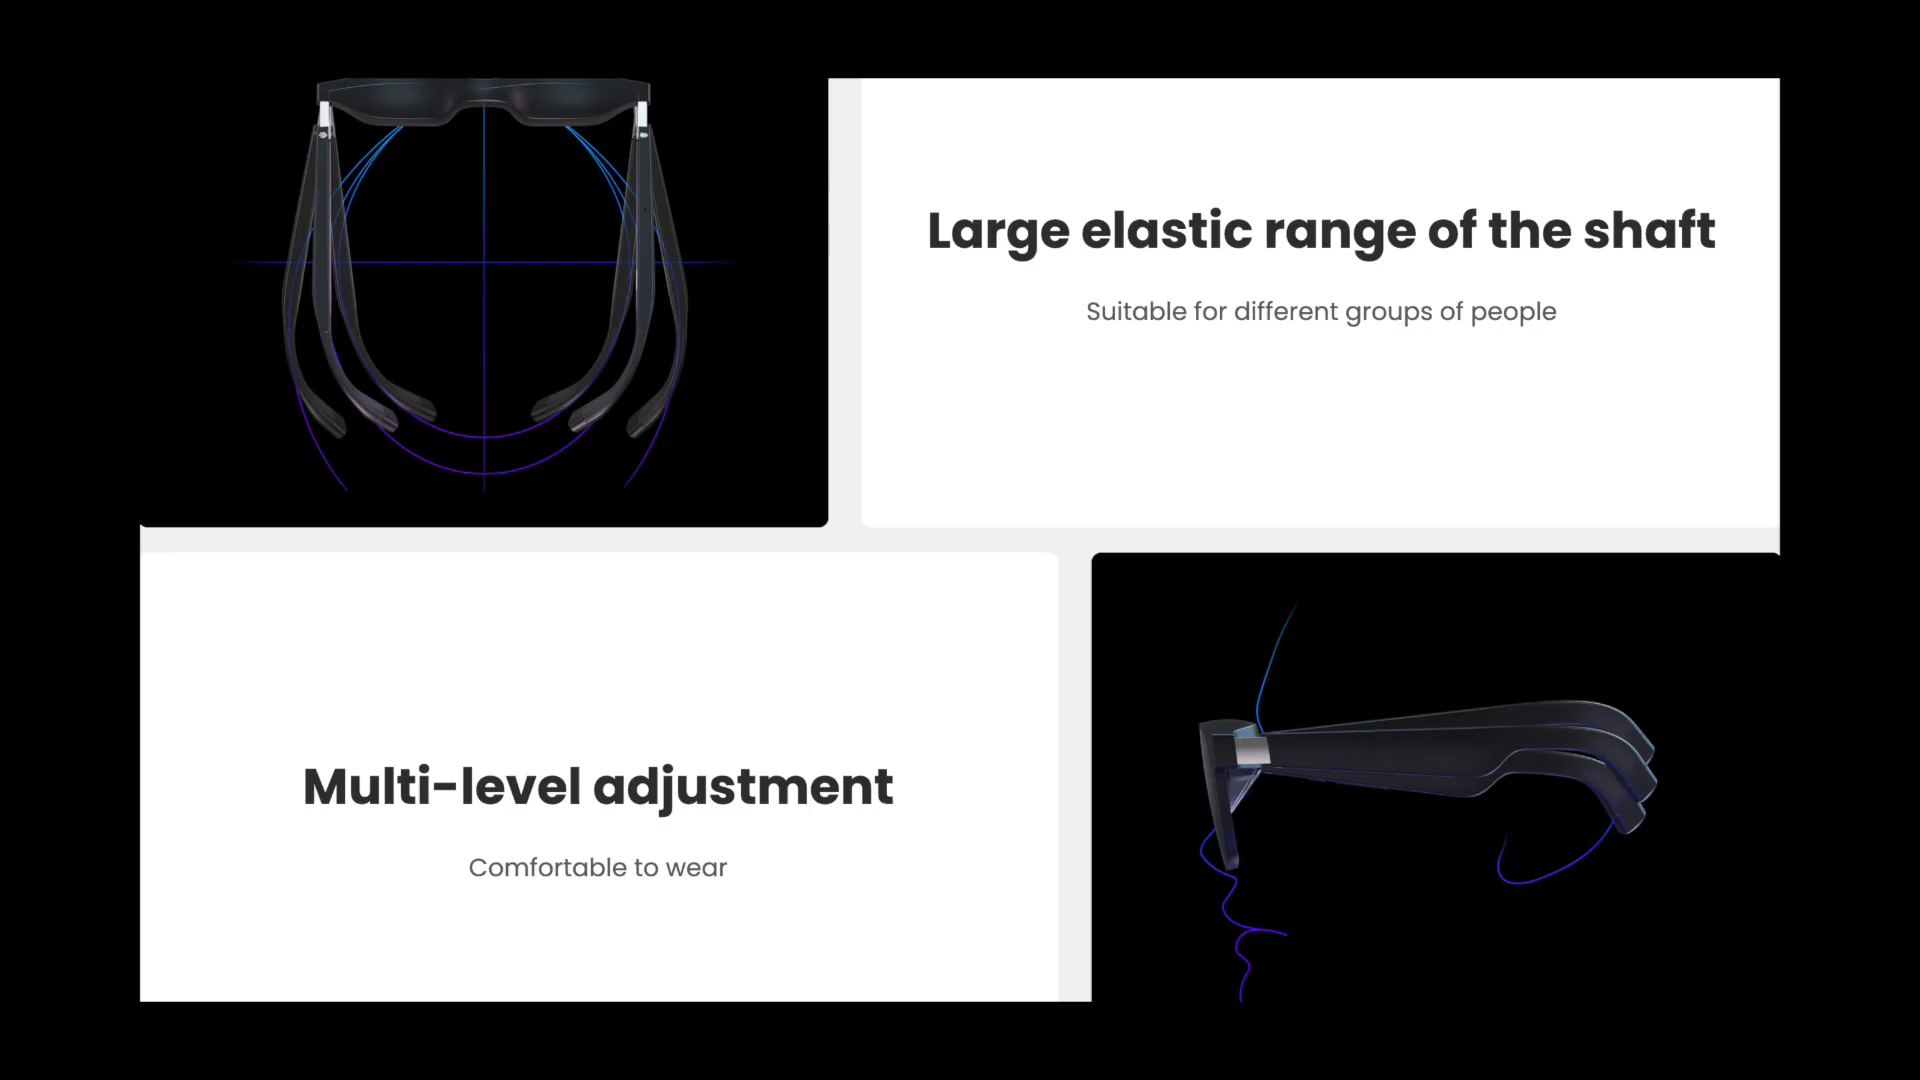 Large elastic range of the shaft
Suitable for different groups of people
Multi-level adjustment
Comfortable to wear